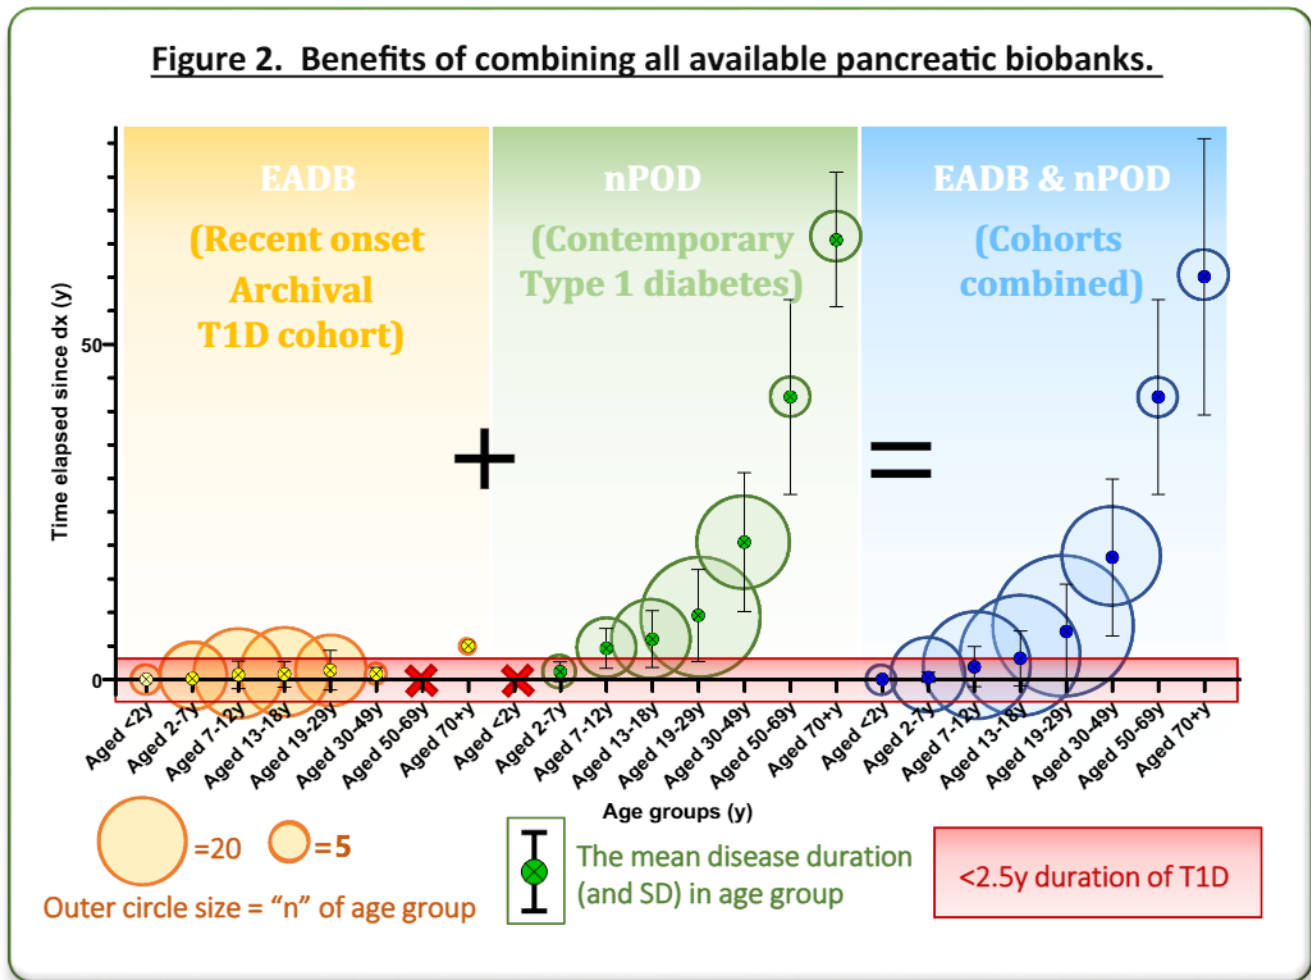 Figure 2.  Benefits of combining all available pancreatic biobanks.
EADB
(Recent onset
Archival
T1D cohort)
nPOD
(Contemporary
Type 1 diabetes)
EADB & nPOD
(Cohorts
combined)
+
=
Time elapsed since dx (y)
50
0
Aged <2y
Aged 2-7y
Aged 7-12y
Aged 13-18y
Aged 19-29y
Aged 30-49y
Aged 50-69y
Aged 70+y
Aged <2y
Aged 2-7y
Aged 7-12y
Aged 13-18y
Aged 19-29y
Aged 30-49y
Aged 50-69y
Aged 70+y
Aged <2y
Aged 2-7y
Aged 7-12y
Aged 13-18y
Aged 19-29y
Aged 30-49y
Aged 50-69y
Aged 70+y
Age groups (y)
=20 =5
Outer circle size = “n” of age group
The mean disease duration
(and SD) in age group
<2.5y duration of T1D